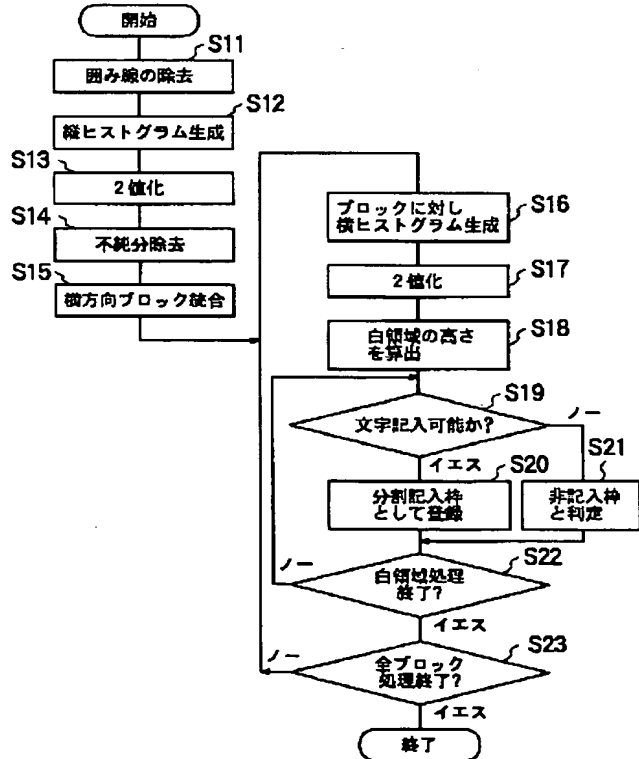 開始
S11
囲み線の除去
S12
縦ヒストグラム生成
S13
2値化
S14
不純分除去
S15
横方向ブロック統合
ブロックに対し
横ヒストグラム生成
S16
2値化
S17
白領域の高さ
を算出
S18
S19
文字記入可能か?
ノー
イエス
S20
分割記入枠
として登録
S21
非記入枠
と判定
S22
白領域処理
終了?
ノー
イエス
S23
全ブロック
処理終了?
ノー
イエス
終了